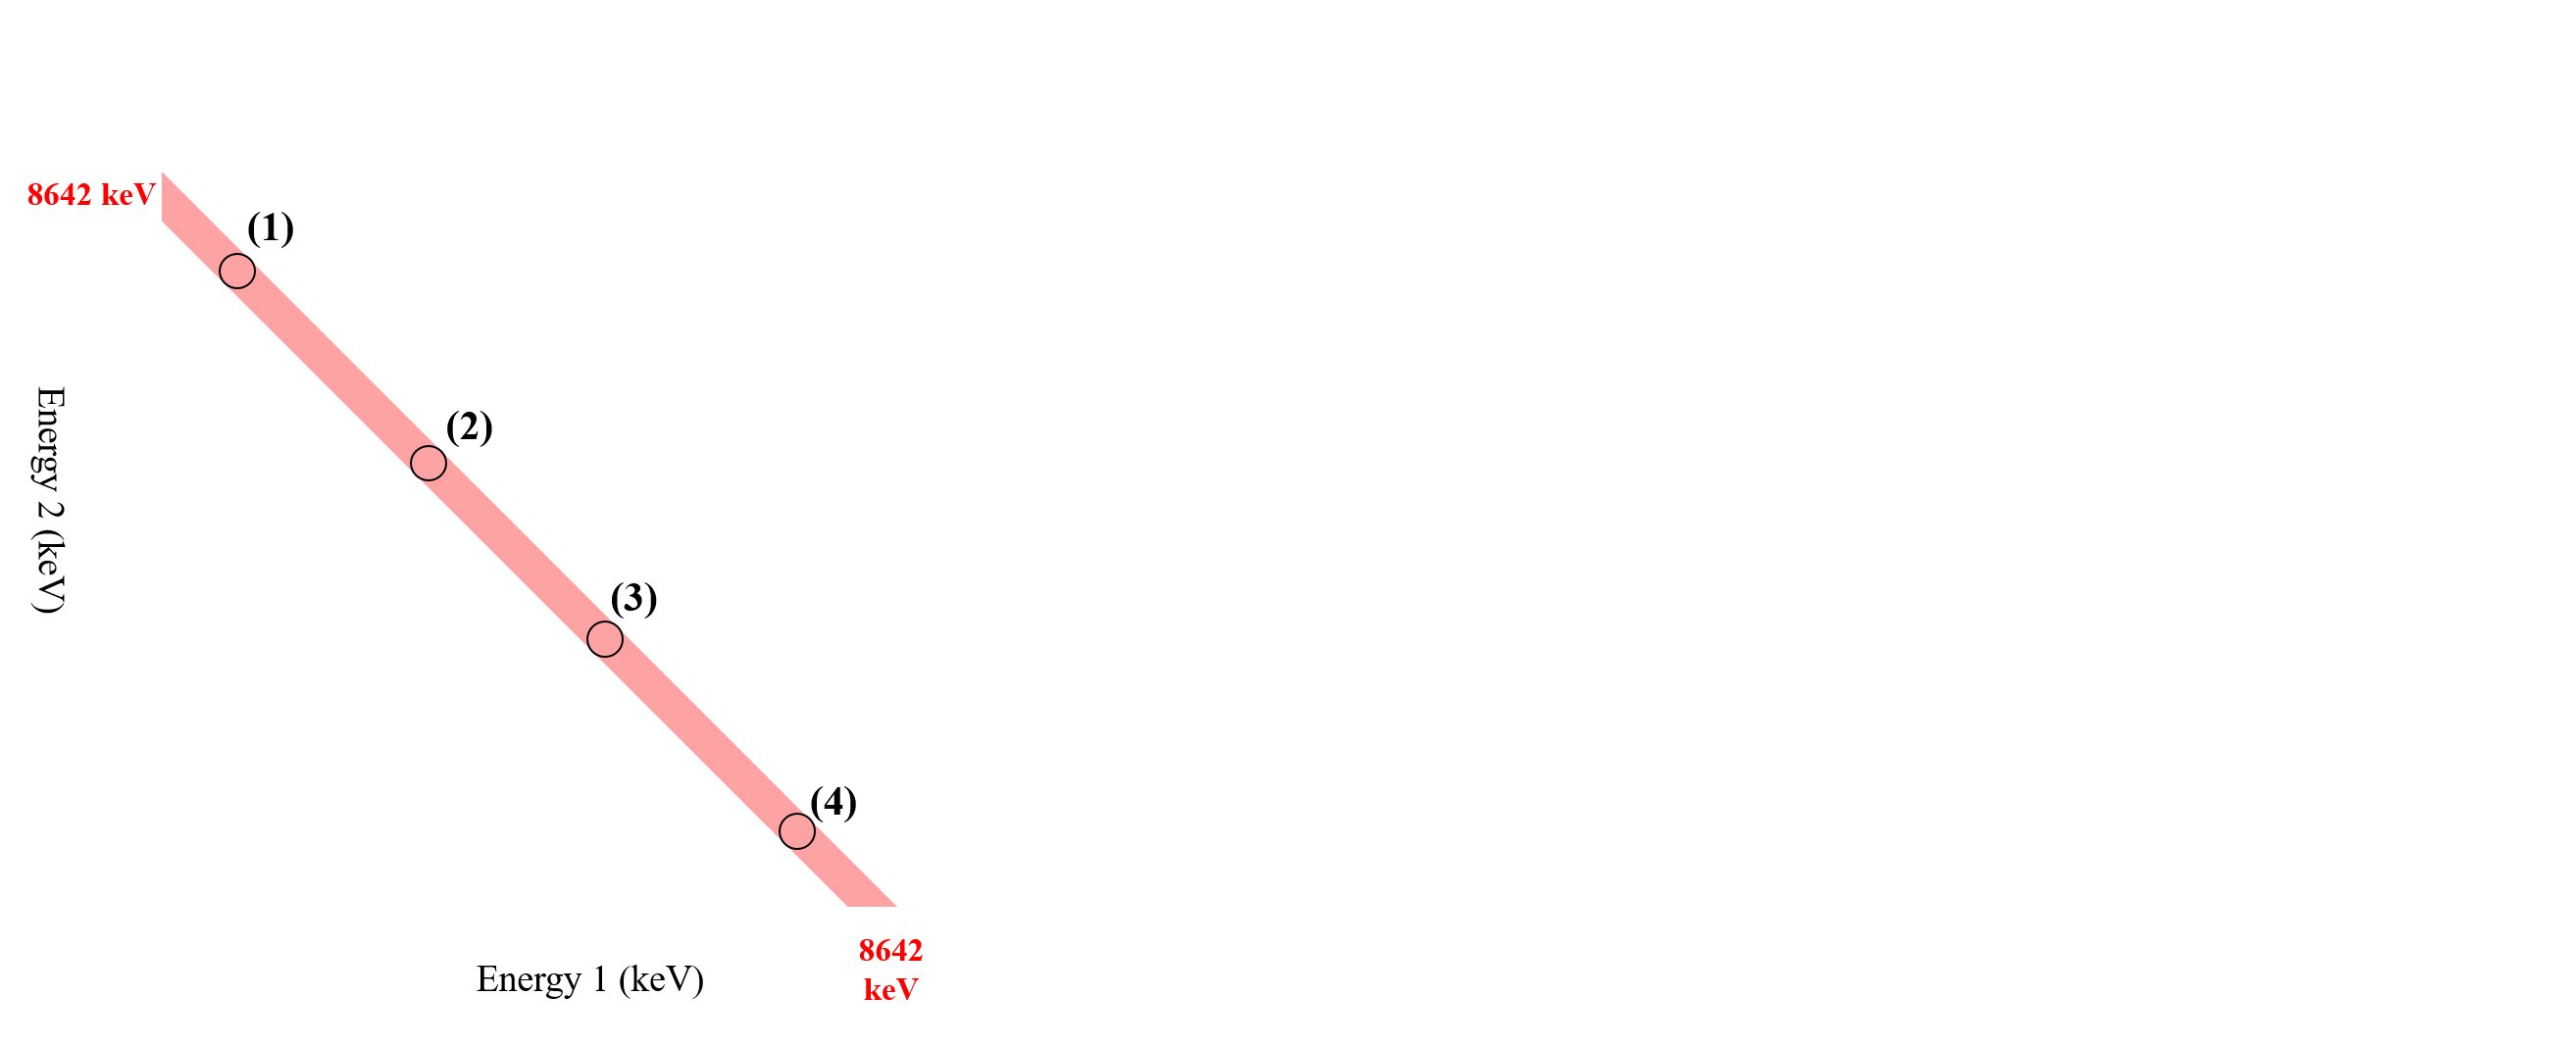 8642 keV
(1)
(2)
Energy 2 (keV)
(3)
(4)
8642
keV
Energy 1 (keV)